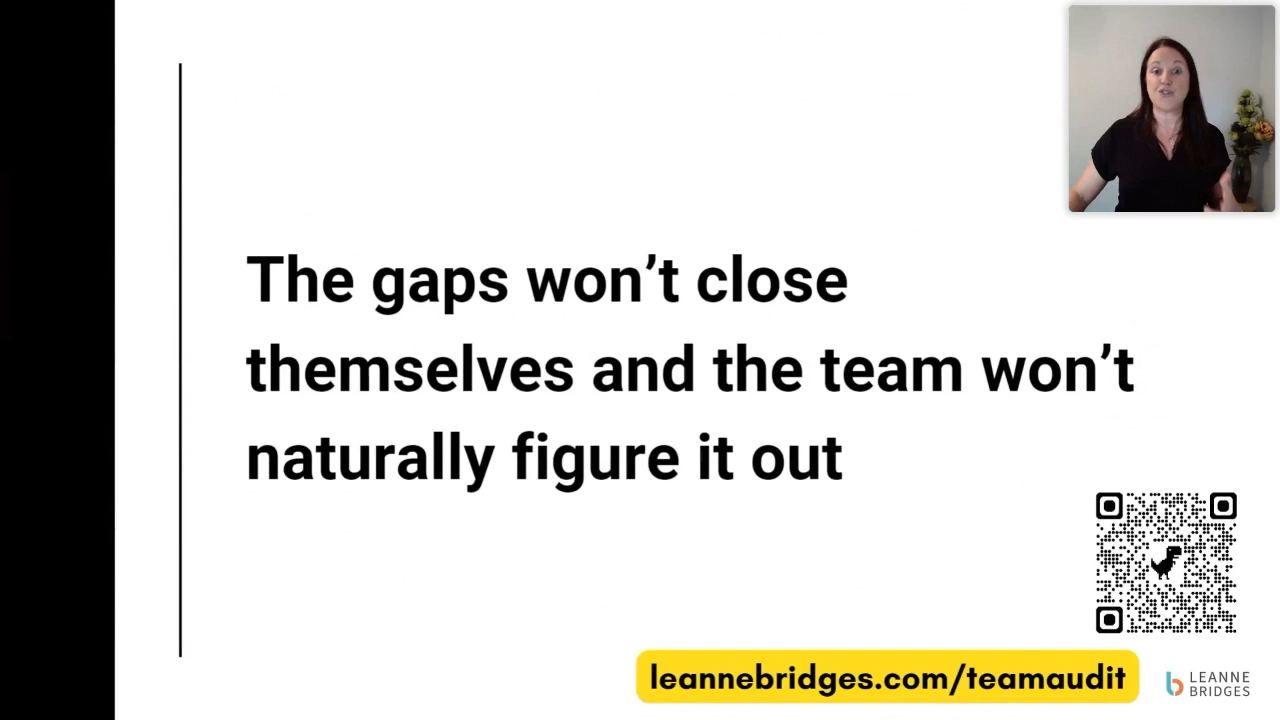 The gaps won’t close
themselves and the team won’t
naturally figure it out
leannebridges.com/teamaudit
LEANNE
BRIDGES